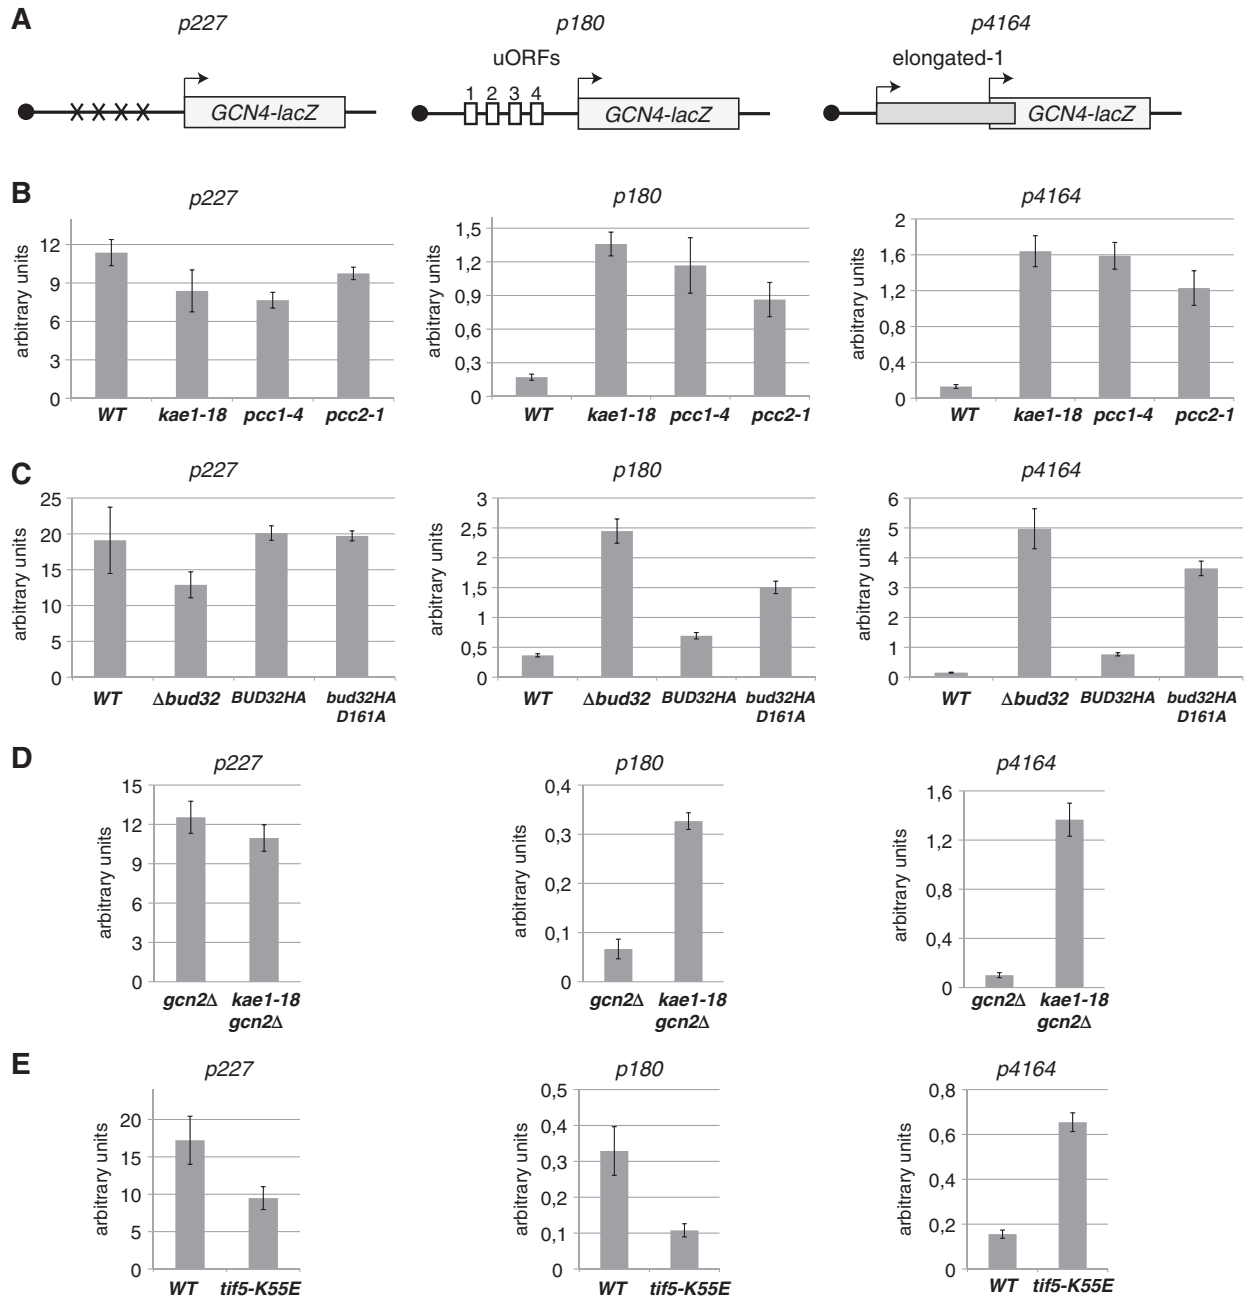 A
p227
p180
p4164
uORFs
elongated-1
1 2 3 4
GCN4-lacZ
GCN4-lacZ
GCN4-lacZ
B
p227
arbitrary units
12
9
6
3
0
WT kae1-18 pcc1-4 pcc2-1
p180
arbitrary units
1,5
1,2
0,9
0,6
0,3
0
WT kae1-18 pcc1-4 pcc2-1
p4164
arbitrary units
2
1,6
1,2
0,8
0,4
0
WT kae1-18 pcc1-4 pcc2-1
C
p227
arbitrary units
25
20
15
10
5
0
WT Δbud32 BUD32HA bud32HA
D161A
p180
arbitrary units
3
2,5
2
1,5
1
0,5
0
WT Δbud32 BUD32HA bud32HA
D161A
p4164
arbitrary units
6
5
4
3
2
1
0
WT Δbud32 BUD32HA bud32HA
D161A
D
p227
arbitrary units
15
12
9
6
3
0
gcn2Δ kae1-18
gcn2Δ
p180
arbitrary units
0,4
0,3
0,2
0,1
0
gcn2Δ kae1-18
gcn2Δ
p4164
arbitrary units
1,6
1,2
0,8
0,4
0
gcn2Δ kae1-18
gcn2Δ
E
p227
arbitrary units
20
15
10
5
0
WT tif5-K55E
p180
arbitrary units
0,5
0,4
0,3
0,2
0,1
0
WT tif5-K55E
p4164
arbitrary units
0,8
0,6
0,4
0,2
0
WT tif5-K55E